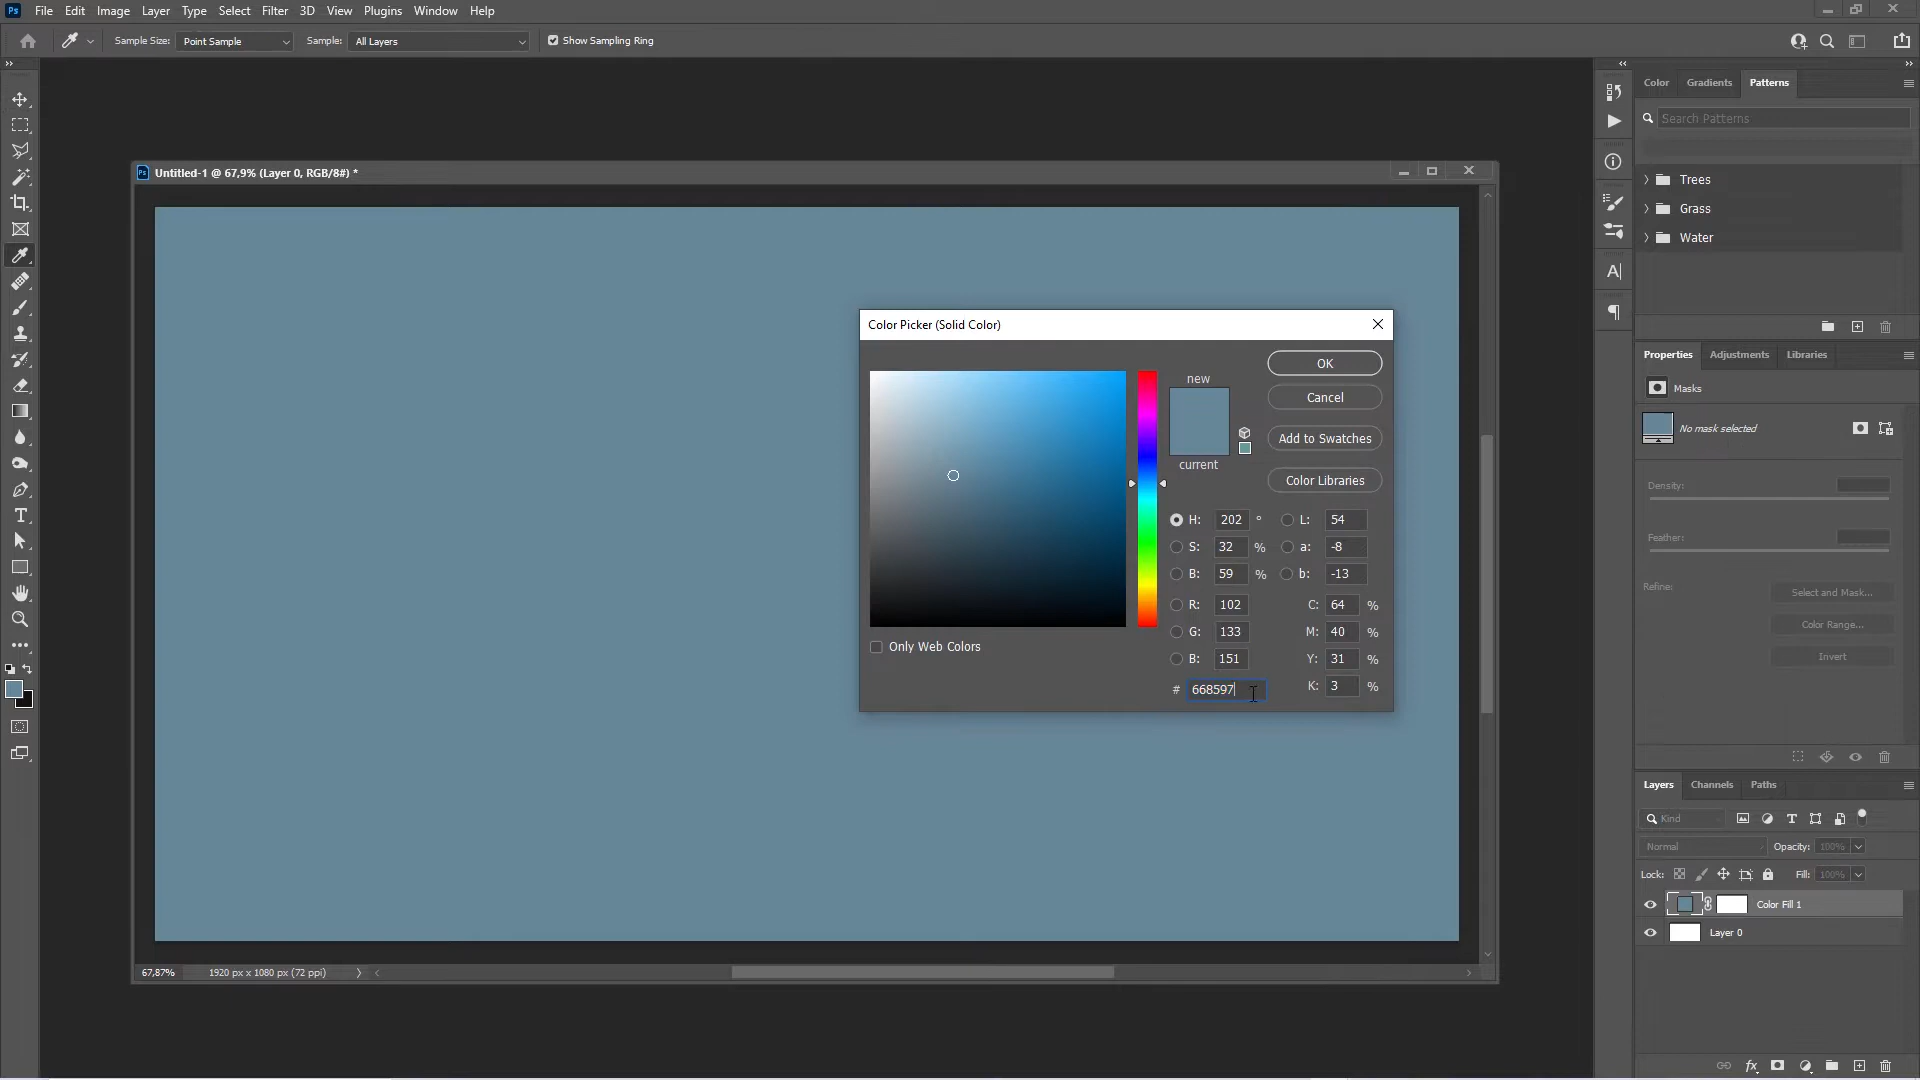 Ps File Edit Image Layer Type Select Filter 3D View Plugins Window Help
Sample Size: Point Sample Sample: All Layers Show Sampling Ring
Color Gradients Patterns
Search Patterns
Trees
Grass
Water
Ps Untitled-1 @ 67,9% (Layer 0, RGB/8#) *
Color Picker (Solid Color)
new
current
OK
Cancel
Add to Swatches
Color Libraries
H: 202 ° L: 54
S: 32 % a: -8
B: 59 % b: -13
R: 102 C: 64 %
G: 133 M: 40 %
B: 151 Y: 31 %
# 668597 K: 3 %
Only Web Colors
67,87% 1920 px x 1080 px (72 ppi)
Properties Adjustments Libraries
Masks
No mask selected
Density:
Feather:
Refine: Select and Mask...
Color Range...
Invert
Layers Channels Paths
Kind
Normal Opacity: 100%
Lock: Fill: 100%
Color Fill 1
Layer 0